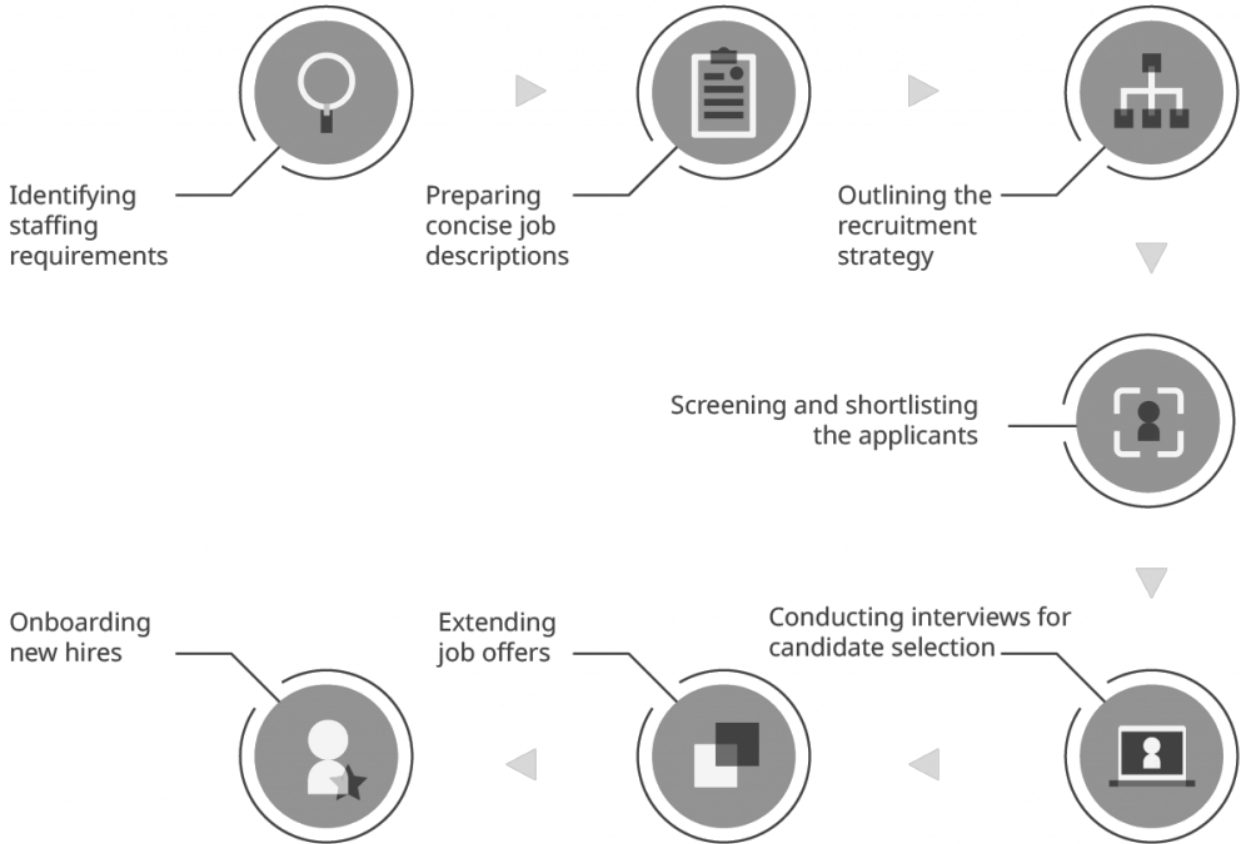 Identifying
staffing
requirements
Preparing
concise job
descriptions
Outlining the
recruitment
strategy
Screening and shortlisting
the applicants
Conducting interviews for
candidate selection
Extending
job offers
Onboarding
new hires